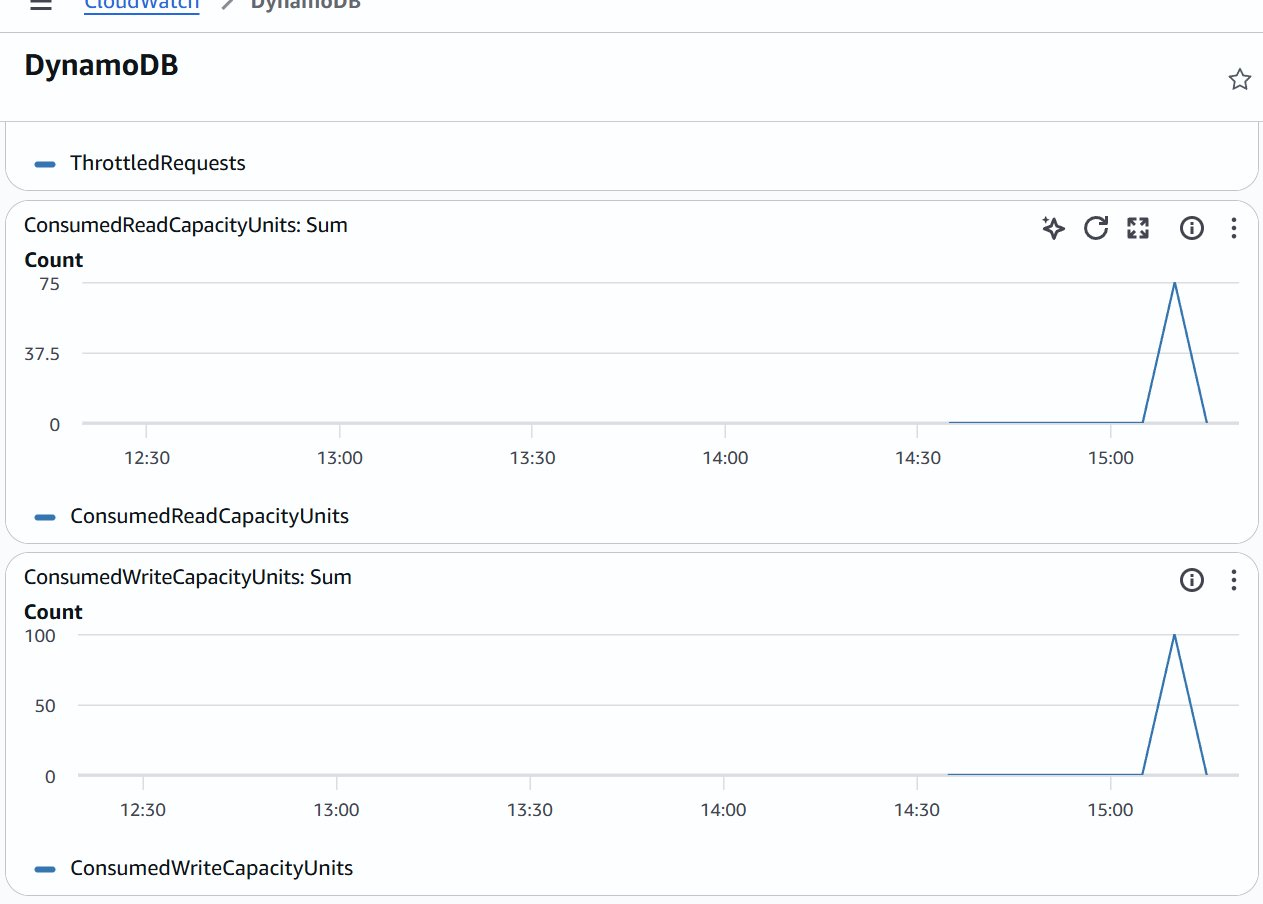 CloudWatch DynamoDB
DynamoDB
ThrottledRequests
ConsumedReadCapacityUnits: Sum
Count
75
37.5
0
12:30 13:00 13:30 14:00 14:30 15:00
ConsumedReadCapacityUnits
ConsumedWriteCapacityUnits: Sum
Count
100
50
0
12:30 13:00 13:30 14:00 14:30 15:00
ConsumedWriteCapacityUnits